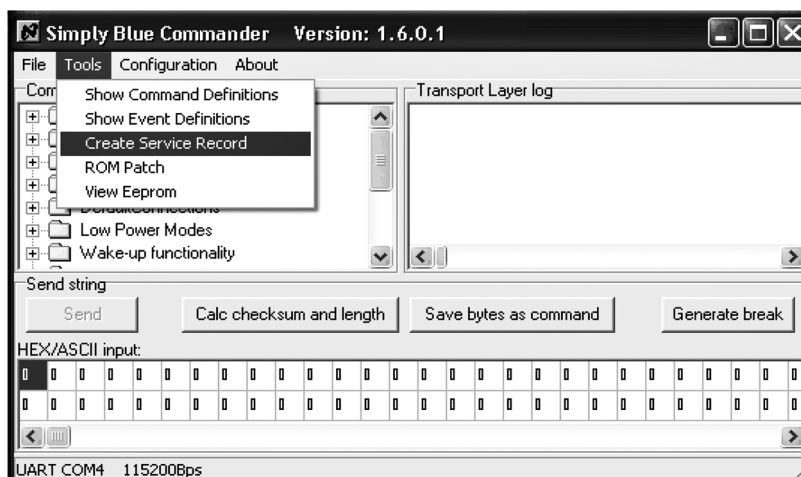 Simply Blue Commander Version: 1.6.0.1
File Tools Configuration About
Show Command Definitions
Show Event Definitions
Create Service Record
ROM Patch
View Eeprom
Low Power Modes
Wake-up functionality
Transport Layer log
Send string
Send Calc checksum and length Save bytes as command Generate break
HEX/ASCII input:
UART COM4 115200Bps